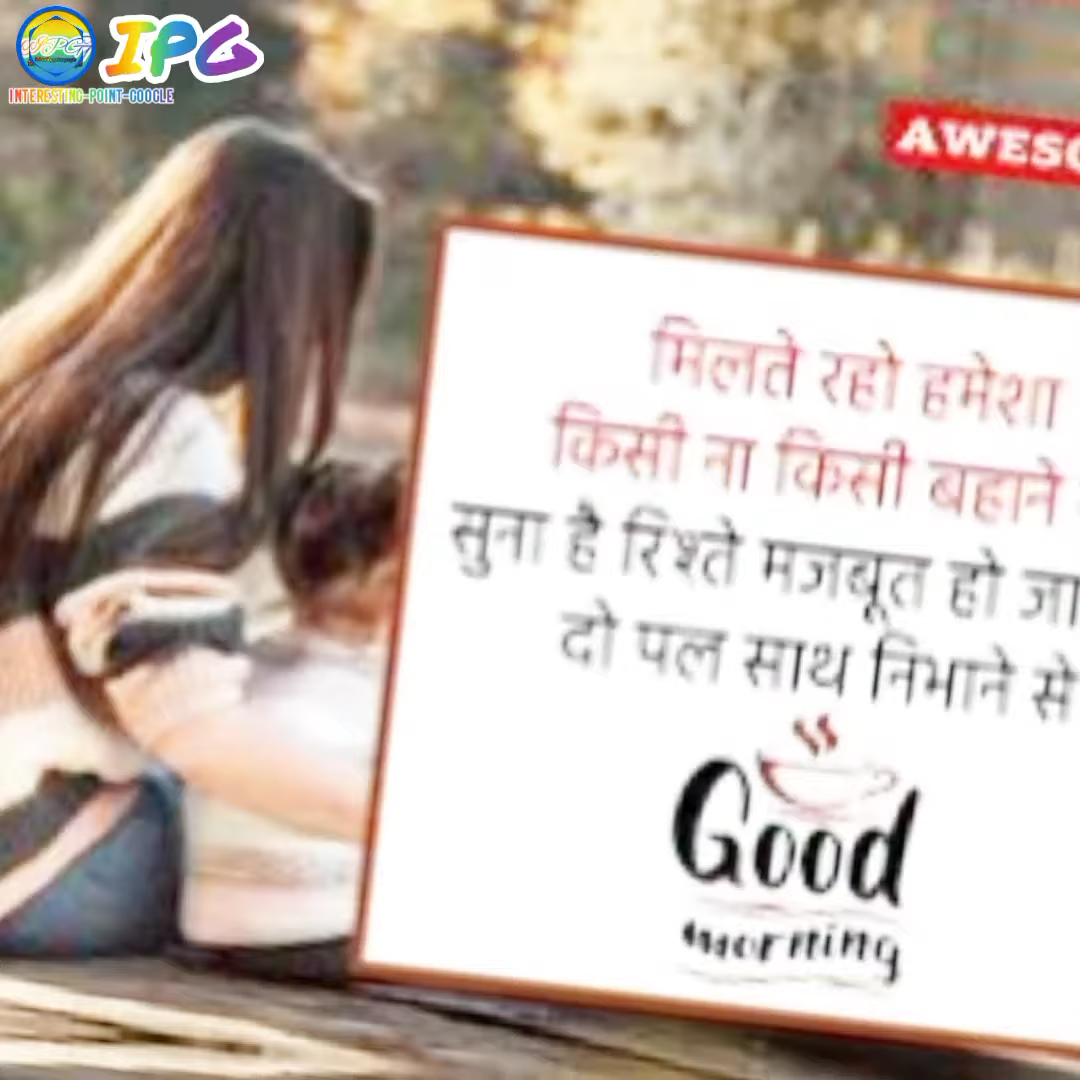 IPG
INTERESTING-POINT-GOOGLE
AWESO
मिलते रहो हमेशा
किसी ना किसी बहाने
सुना है रिश्ते मजबूत हो जा
दो पल साथ निभाने से
Good
morning